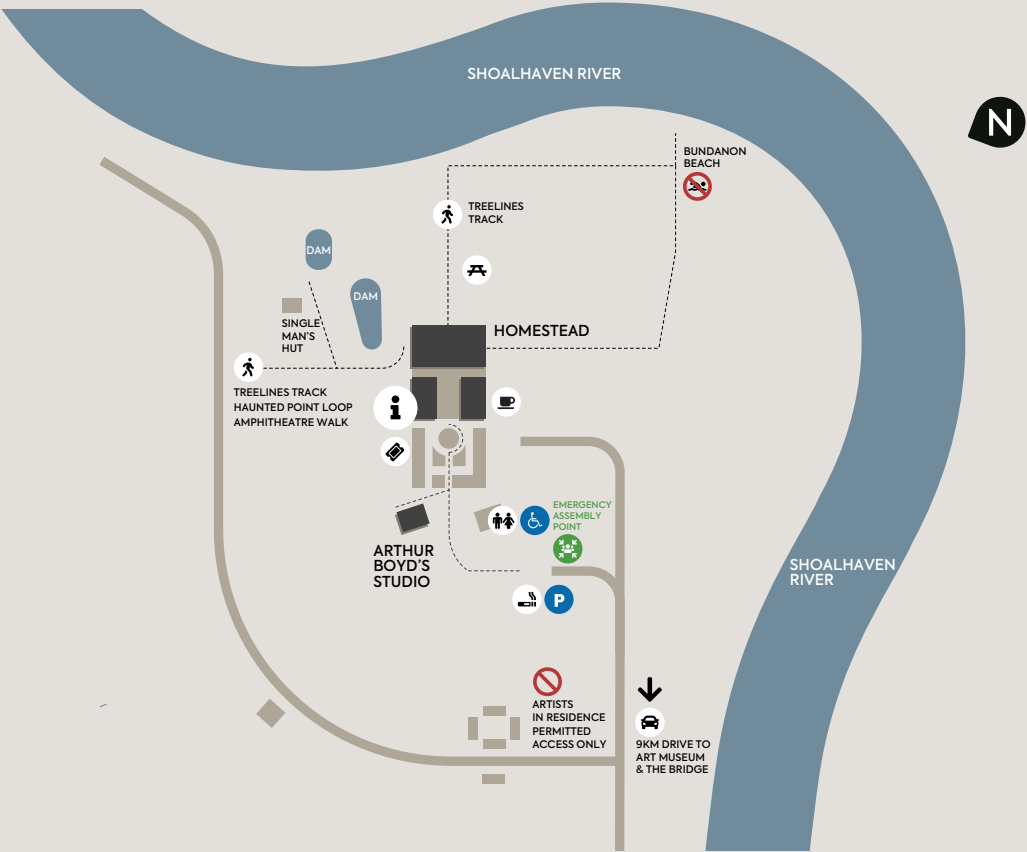 SHOALHAVEN RIVER
N
BUNDANON
BEACH
TREELINES
TRACK
DAM
DAM
SINGLE
MAN'S
HUT
HOMESTEAD
TREELINES TRACK
HAUNTED POINT LOOP
AMPHITHEATRE WALK
i
EMERGENCY
ASSEMBLY
POINT
ARTHUR
BOYD'S
STUDIO
P
SHOALHAVEN
RIVER
ARTISTS
IN RESIDENCE
PERMITTED
ACCESS ONLY
9KM DRIVE TO
ART MUSEUM
& THE BRIDGE